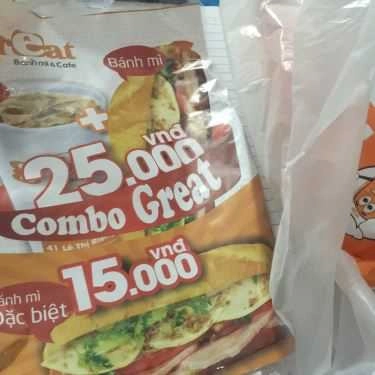 reat
Bánh mì & Cafe
Bánh mì
+
25.000 vnđ
Combo Great
41 Lê Thị
15.000 vnđ
ánh mì
Đặc biệt